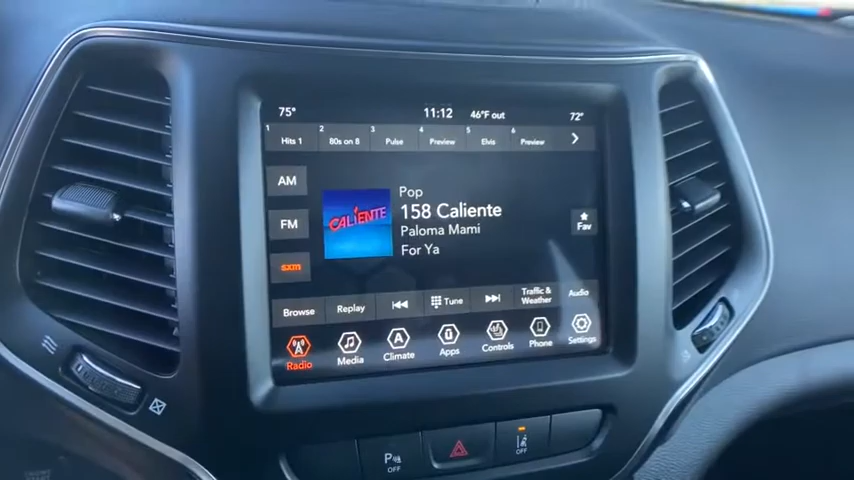 75° 11:12 46°F out 72°
1 Hits 1 2 80s on 8 3 Pulse 4 Preview 5 Elvis 6 Preview
AM
FM
sxm
CALIENTE
Pop
158 Caliente
Paloma Mami
For Ya
Fav
Browse Replay Tune Traffic & Weather Audio
Radio Media Climate Apps Controls Phone Settings
OFF
OFF